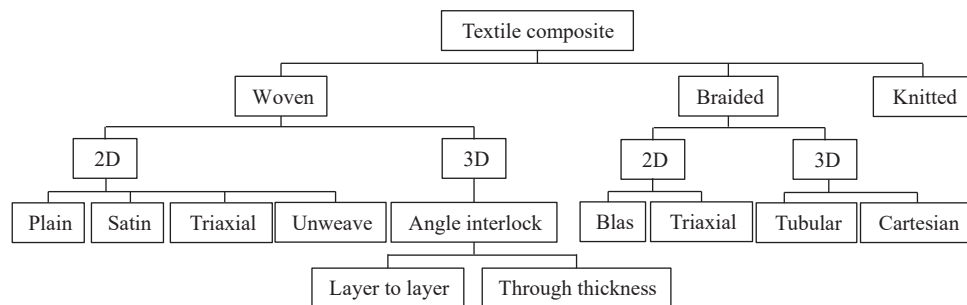 Textile composite
Woven
Braided
Knitted
2D
3D
2D
3D
Plain
Satin
Triaxial
Unweave
Angle interlock
Blas
Triaxial
Tubular
Cartesian
Layer to layer
Through thickness